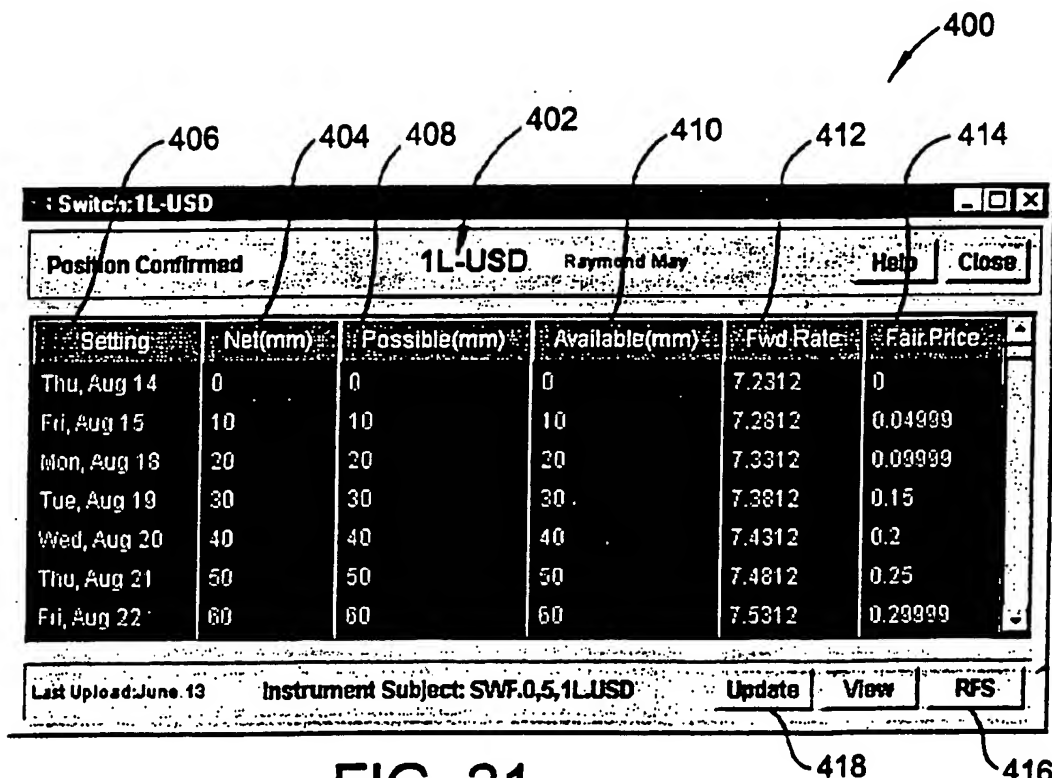 400
406 404 408 402 410 412 414
Switch:1L-USD
Position Confirmed 1L-USD Raymond May Help Close
Setting Net(mm) Possible(mm) Available(mm) Fwd Rate Fair Price
Thu, Aug 14 0 0 0 7.2312 0
Fri, Aug 15 10 10 10 7.2812 0.04999
Mon, Aug 18 20 20 20 7.3312 0.09999
Tue, Aug 19 30 30 30 7.3812 0.15
Wed, Aug 20 40 40 40 7.4312 0.2
Thu, Aug 21 50 50 50 7.4812 0.25
Fri, Aug 22 60 60 60 7.5312 0.29999
Last Upload:June 13 Instrument Subject: SWF.0,5,1L.USD Update View RFS
418 416